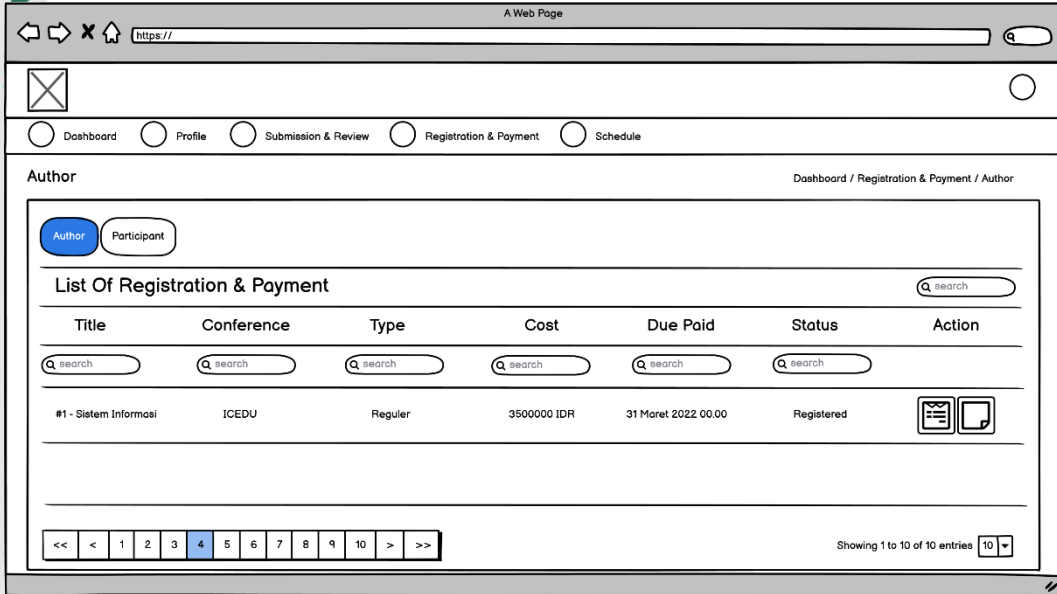 A Web Page
https://
Dashboard Profile Submission & Review Registration & Payment Schedule
Author Dashboard / Registration & Payment / Author
Author Participant
List Of Registration & Payment search
Title Conference Type Cost Due Paid Status Action
search search search search search search
#1 - Sistem Informasi ICEDU Reguler 3500000 IDR 31 Maret 2022 00.00 Registered
<< < 1 2 3 4 5 6 7 8 9 10 > >> Showing 1 to 10 of 10 entries 10